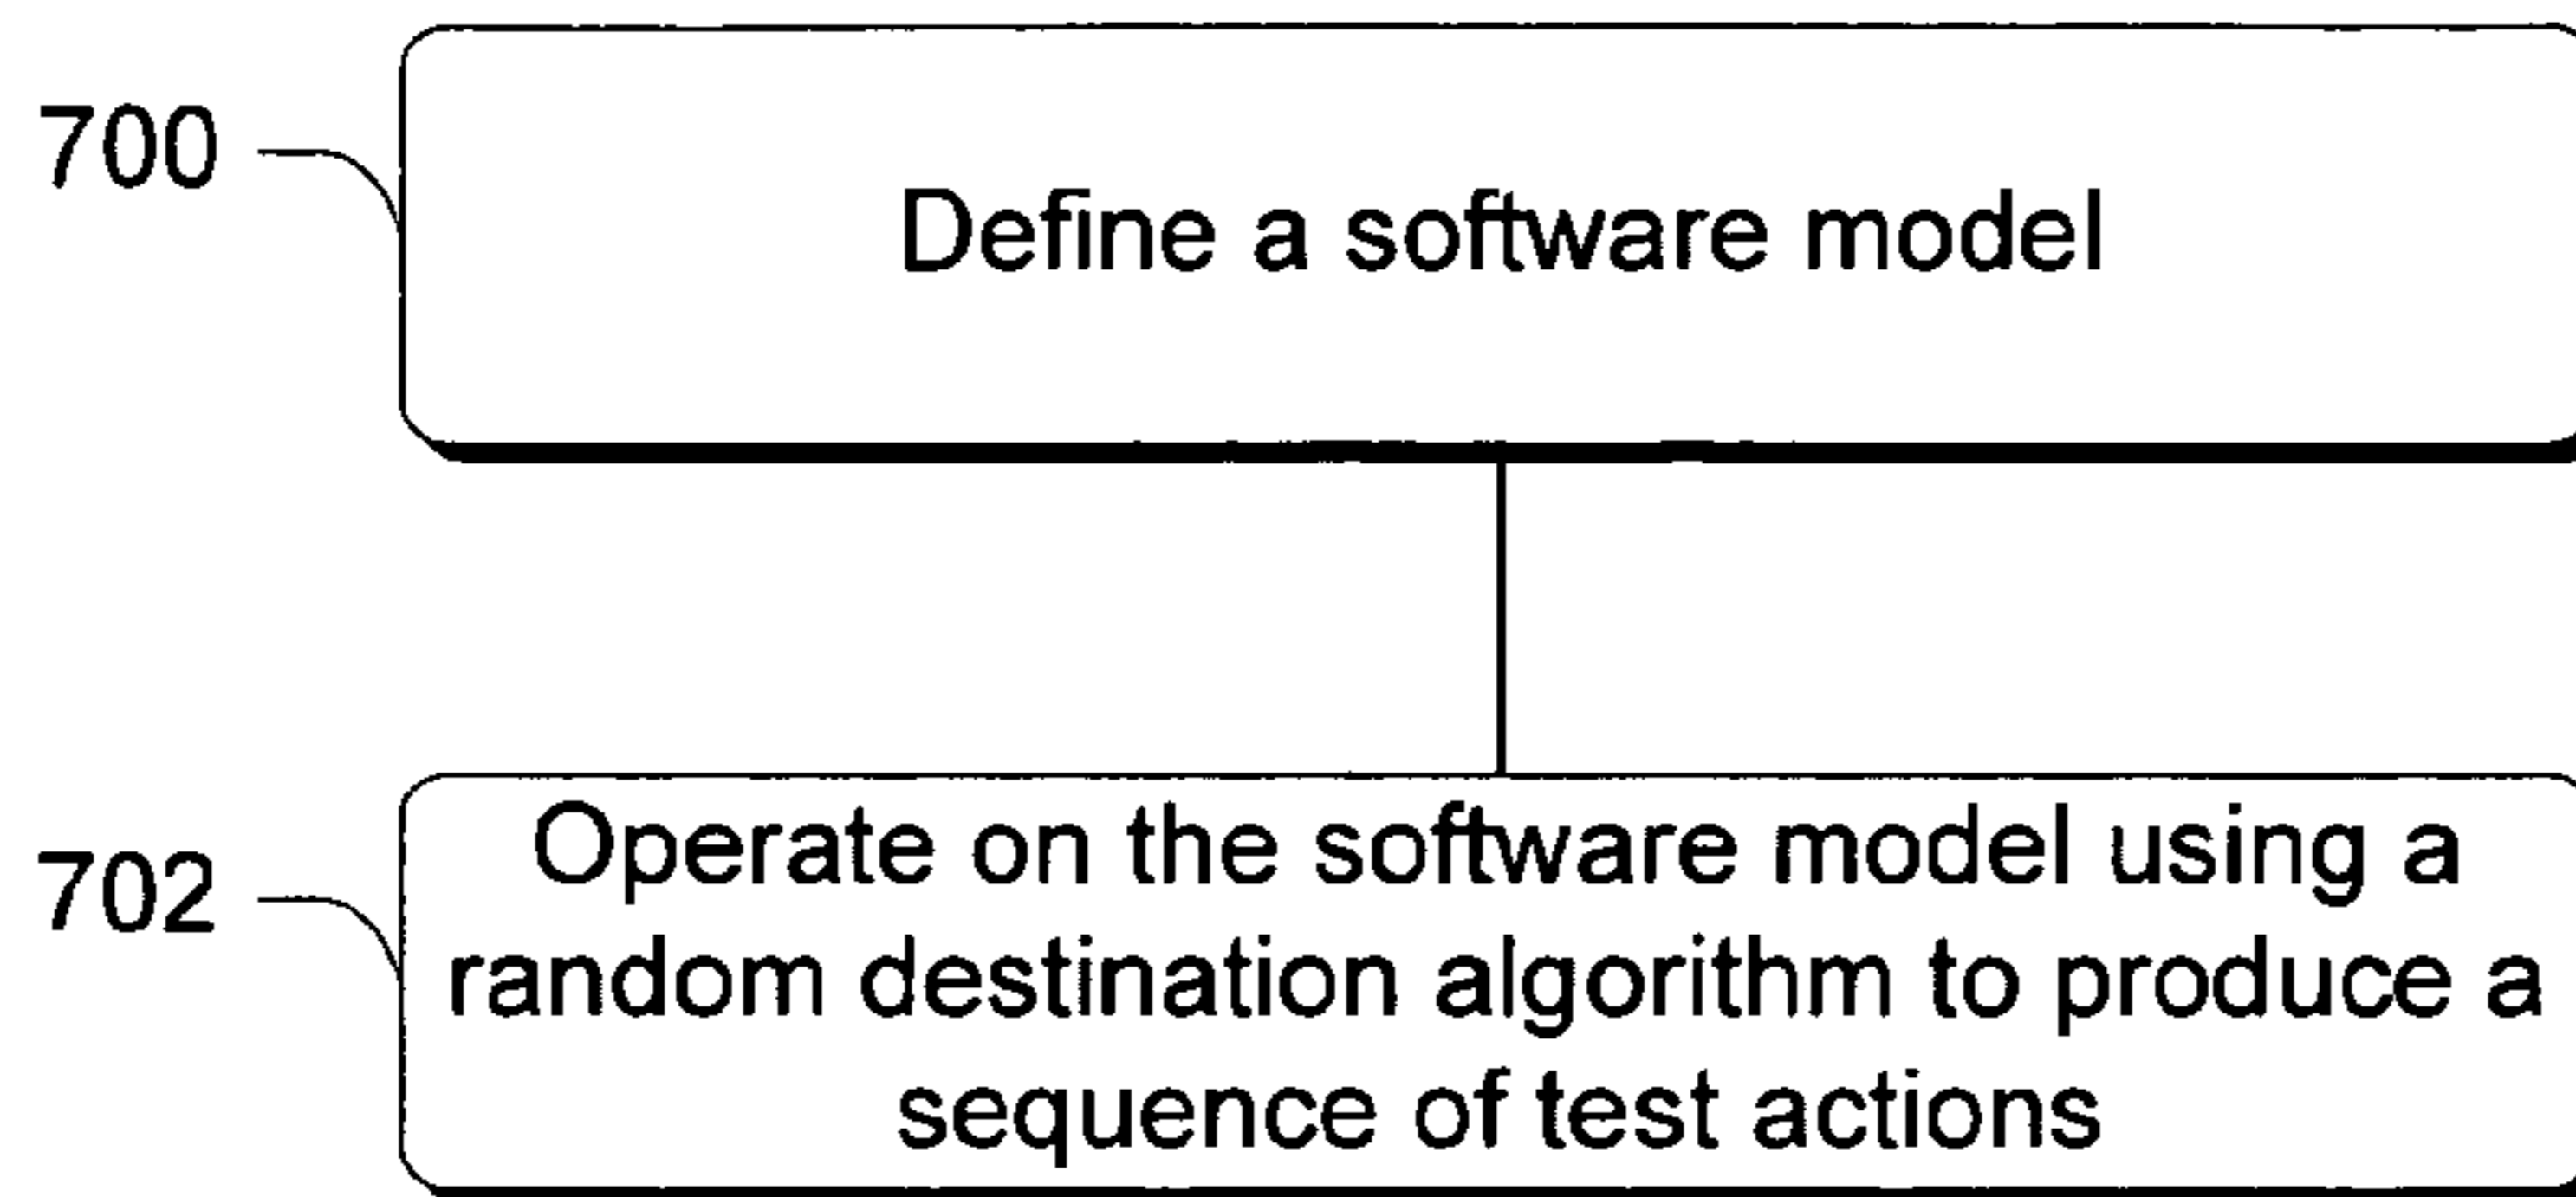 700
Define a software model
702
Operate on the software model using a
random destination algorithm to produce a
sequence of test actions